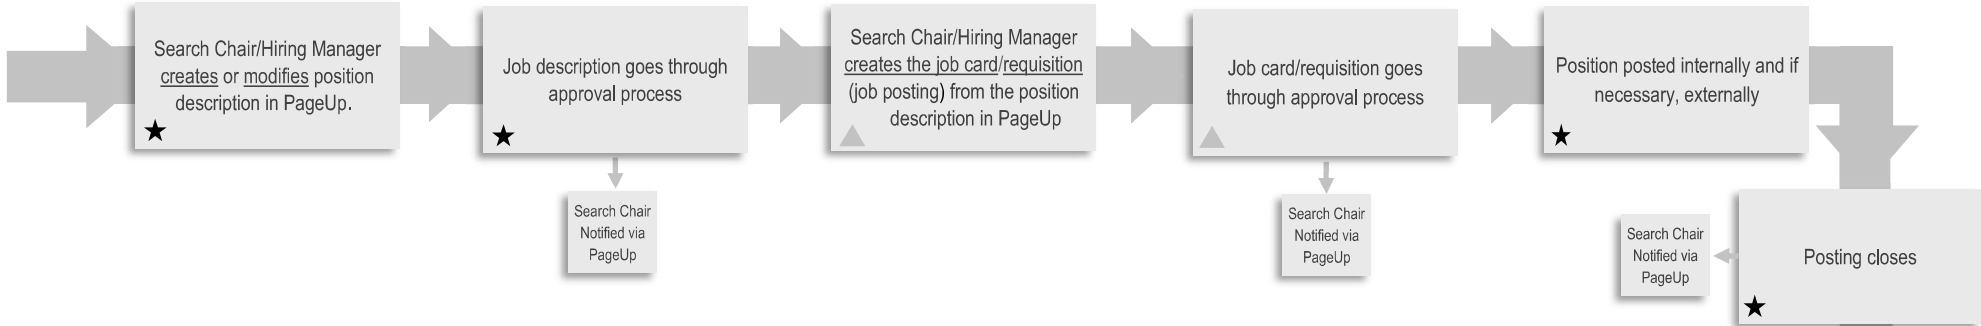 Search Chair/Hiring Manager
creates or modifies position
description in PageUp.
Job description goes through
approval process
Search Chair
Notified via
PageUp
Search Chair/Hiring Manager
creates the job card/requisition
(job posting) from the position
description in PageUp
Job card/requisition goes
through approval process
Search Chair
Notified via
PageUp
Position posted internally and if
necessary, externally
Posting closes
Search Chair
Notified via
PageUp